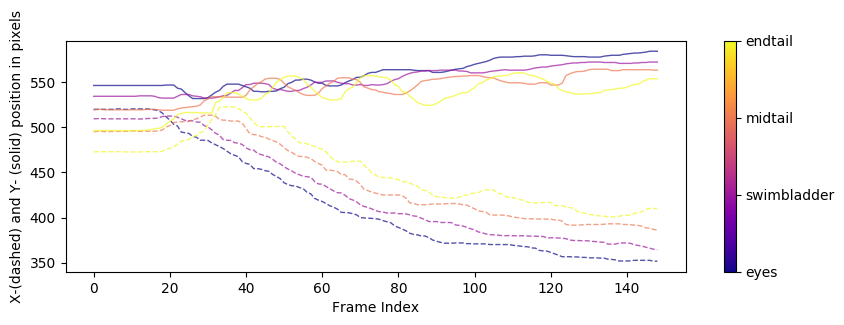 X-(dashed) and Y- (solid) position in pixels
550
500
450
400
350
0 20 40 60 80 100 120 140
Frame Index
endtail
midtail
swimbladder
eyes